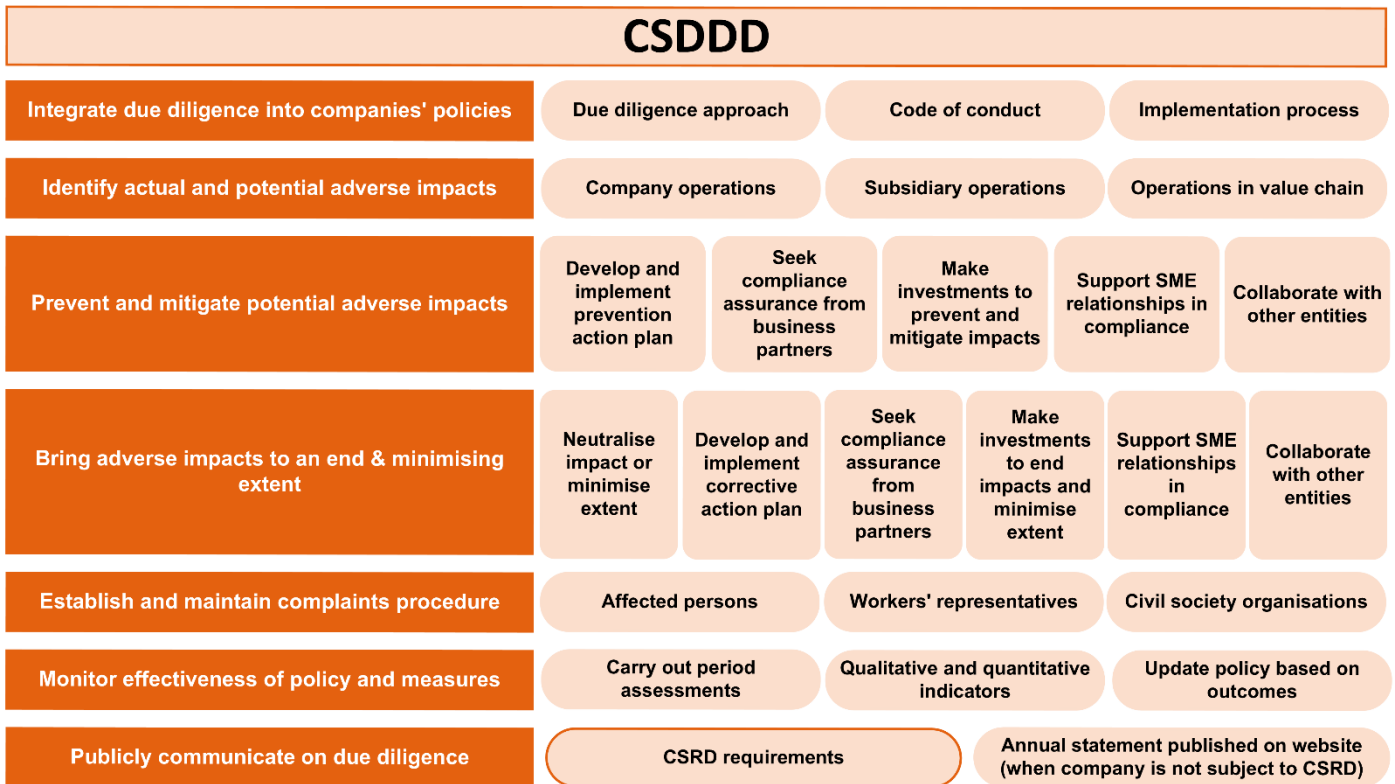 CSDDD
Integrate due diligence into companies' policies
Due diligence approach
Code of conduct
Implementation process
Identify actual and potential adverse impacts
Company operations
Subsidiary operations
Operations in value chain
Prevent and mitigate potential adverse impacts
Develop and
implement
prevention
action plan
Seek
compliance
assurance from
business
partners
Make
investments to
prevent and
mitigate impacts
Support SME
relationships in
compliance
Collaborate with
other entities
Bring adverse impacts to an end & minimising
extent
Neutralise
impact or
minimise
extent
Develop and
implement
corrective
action plan
Seek
compliance
assurance
from
business
partners
Make
investments
to end
impacts and
minimise
extent
Support SME
relationships
in
compliance
Collaborate
with other
entities
Establish and maintain complaints procedure
Affected persons
Workers' representatives
Civil society organisations
Monitor effectiveness of policy and measures
Carry out period
assessments
Qualitative and quantitative
indicators
Update policy based on
outcomes
Publicly communicate on due diligence
CSRD requirements
Annual statement published on website
(when company is not subject to CSRD)